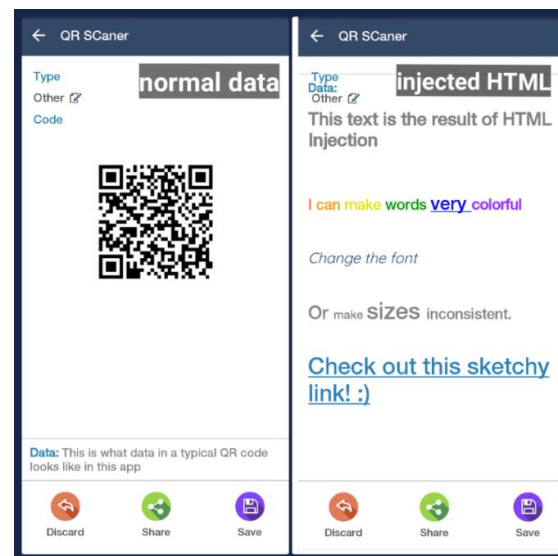 QR SCaner
Type
normal data
Other
Code
Data: This is what data in a typical QR code
looks like in this app
Discard
Share
Save
QR SCaner
Type
injected HTML
Data:
Other
This text is the result of HTML
Injection
I can make words very colorful
Change the font
Or make sizes inconsistent.
Check out this sketchy
link! :)
Discard
Share
Save